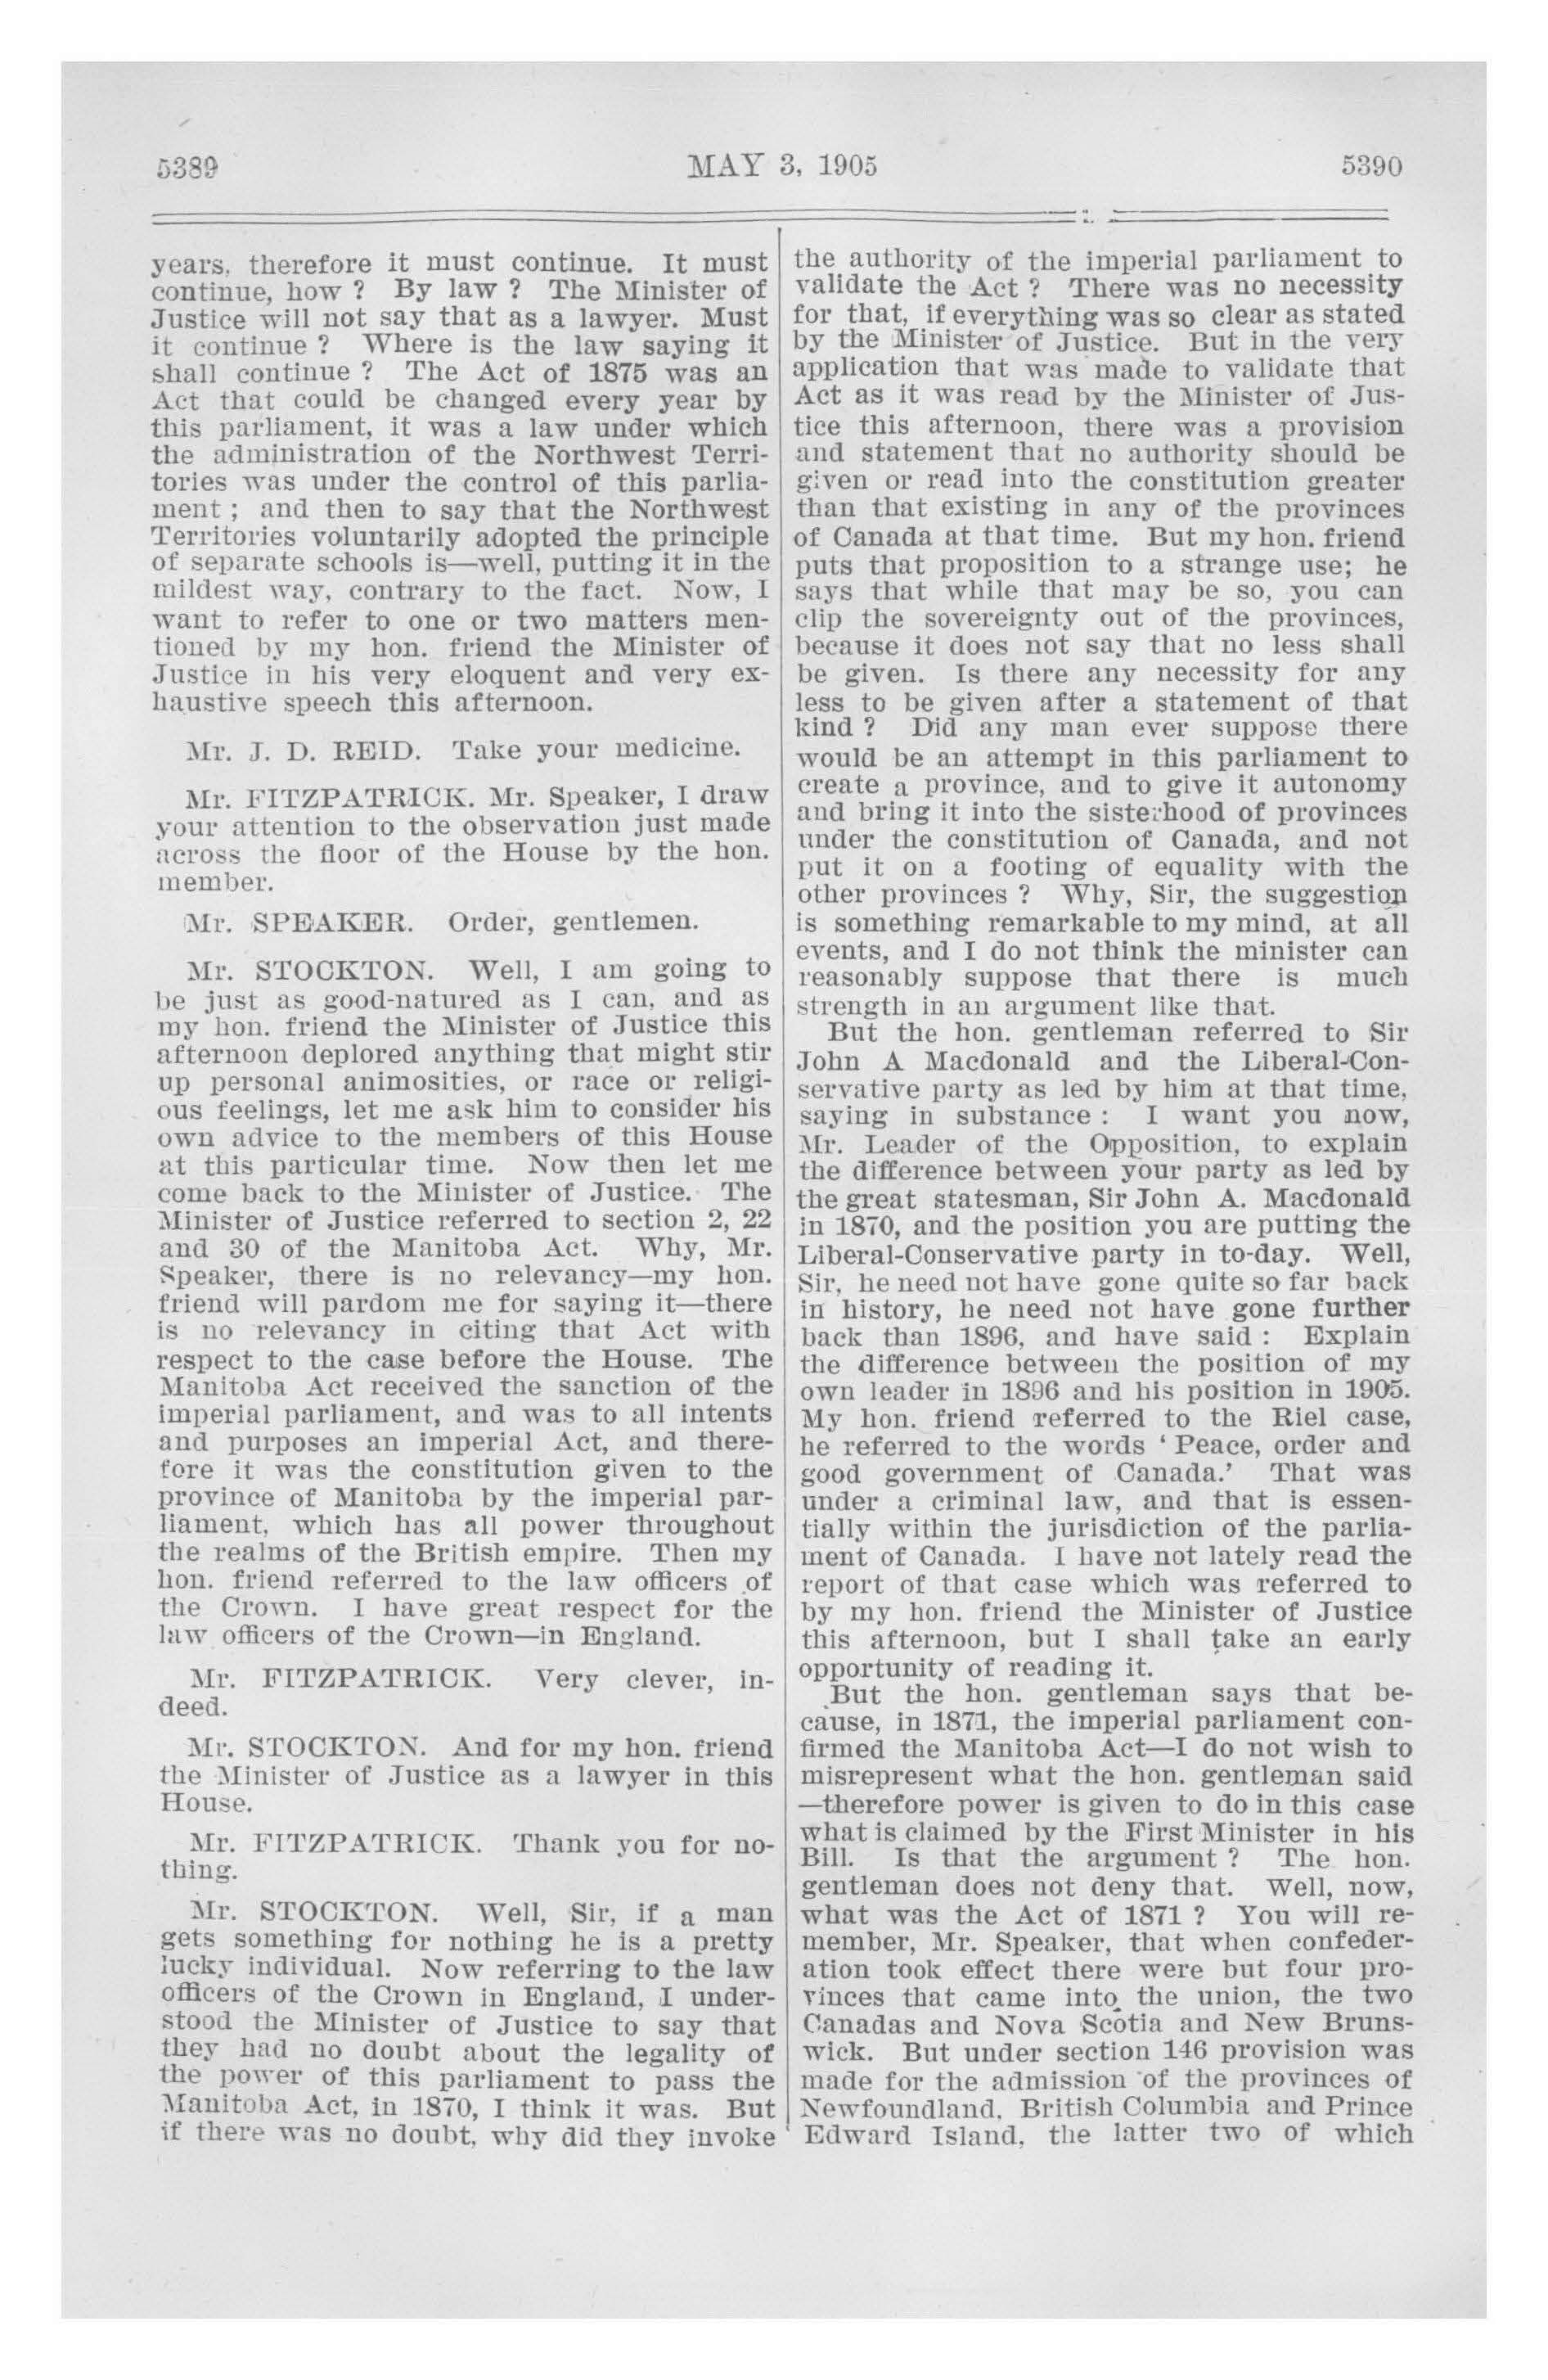 5389
MAY 3, 1905
5390
years, therefore it must continue. It must
continue, how ? By law ? The Minister of
Justice will not say that as a lawyer. Must
it continue ? Where is the law saying it
shall continue ? The Act of 1875 was an
Act that could be changed every year by
this parliament, it was a law under which
the administration of the Northwest Terri-
tories was under the control of this parlia-
ment ; and then to say that the Northwest
Territories voluntarily adopted the principle
of separate schools is—well, putting it in the
mildest way, contrary to the fact. Now, I
want to refer to one or two matters men-
tioned by my hon. friend the Minister of
Justice in his very eloquent and very ex-
haustive speech this afternoon.
Mr. J. D. REID. Take your medicine.
Mr. FITZPATRICK. Mr. Speaker, I draw
your attention to the observation just made
across the floor of the House by the hon.
member.
Mr. SPEAKER. Order, gentlemen.
Mr. STOCKTON. Well, I am going to
be just as good-natured as I can, and as
my hon. friend the Minister of Justice this
afternoon deplored anything that might stir
up personal animosities, or race or religi-
ous feelings, let me ask him to consider his
own advice to the members of this House
at this particular time. Now then let me
come back to the Minister of Justice. The
Minister of Justice referred to section 2, 22
and 30 of the Manitoba Act. Why, Mr.
Speaker, there is no relevancy—my hon.
friend will pardom me for saying it—there
is no relevancy in citing that Act with
respect to the case before the House. The
Manitoba Act received the sanction of the
imperial parliament, and was to all intents
and purposes an imperial Act, and there-
fore it was the constitution given to the
province of Manitoba by the imperial par-
liament, which has all power throughout
the realms of the British empire. Then my
hon. friend referred to the law officers of
the Crown. I have great respect for the
law officers of the Crown—in England.
Mr. FITZPATRICK. Very clever, in-
deed.
Mr. STOCKTON. And for my hon. friend
the Minister of Justice as a lawyer in this
House.
Mr. FITZPATRICK. Thank you for no-
thing.
Mr. STOCKTON. Well, Sir, if a man
gets something for nothing he is a pretty
lucky individual. Now referring to the law
officers of the Crown in England, I under-
stood the Minister of Justice to say that
they had no doubt about the legality of
the power of this parliament to pass the
Manitoba Act, in 1870, I think it was. But
if there was no doubt, why did they invoke
the authority of the imperial parliament to
validate the Act ? There was no necessity
for that, if everything was so clear as stated
by the Minister of Justice. But in the very
application that was made to validate that
Act as it was read by the Minister of Jus-
tice this afternoon, there was a provision
and statement that no authority should be
given or read into the constitution greater
than that existing in any of the provinces
of Canada at that time. But my hon. friend
puts that proposition to a strange use; he
says that while that may be so, you can
clip the sovereignty out of the provinces,
because it does not say that no less shall
be given. Is there any necessity for any
less to be given after a statement of that
kind ? Did any man ever suppose there
would be an attempt in this parliament to
create a province, and to give it autonomy
and bring it into the sisterhood of provinces
under the constitution of Canada, and not
put it on a footing of equality with the
other provinces ? Why, Sir, the suggestion
is something remarkable to my mind, at all
events, and I do not think the minister can
reasonably suppose that there is much
strength in an argument like that.
But the hon. gentleman referred to Sir
John A Macdonald and the Liberal-Con-
servative party as led by him at that time,
saying in substance : I want you now,
Mr. Leader of the Opposition, to explain
the difference between your party as led by
the great statesman, Sir John A. Macdonald
in 1870, and the position you are putting the
Liberal-Conservative party in to-day. Well,
Sir, he need not have gone quite so far back
in history, he need not have gone further
back than 1896, and have said : Explain
the difference between the position of my
own leader in 1896 and his position in 1905.
My hon. friend referred to the Riel case,
he referred to the words ‘ Peace, order and
good government of Canada.’ That was
under a criminal law, and that is essen-
tially within the jurisdiction of the parlia-
ment of Canada. I have not lately read the
report of that case which was referred to
by my hon. friend the Minister of Justice
this afternoon, but I shall take an early
opportunity of reading it.
But the hon. gentleman says that be-
cause, in 1871, the imperial parliament con-
firmed the Manitoba Act—I do not wish to
misrepresent what the hon. gentleman said
—therefore power is given to do in this case
what is claimed by the First Minister in his
Bill. Is that the argument ? The hon.
gentleman does not deny that. Well, now,
what was the Act of 1871 ? You will re-
member, Mr. Speaker, that when confeder-
ation took effect there were but four pro-
vinces that came into the union, the two
Canadas and Nova Scotia and New Bruns-
wick. But under section 146 provision was
made for the admission of the provinces of
Newfoundland, British Columbia and Prince
Edward Island, the latter two of which